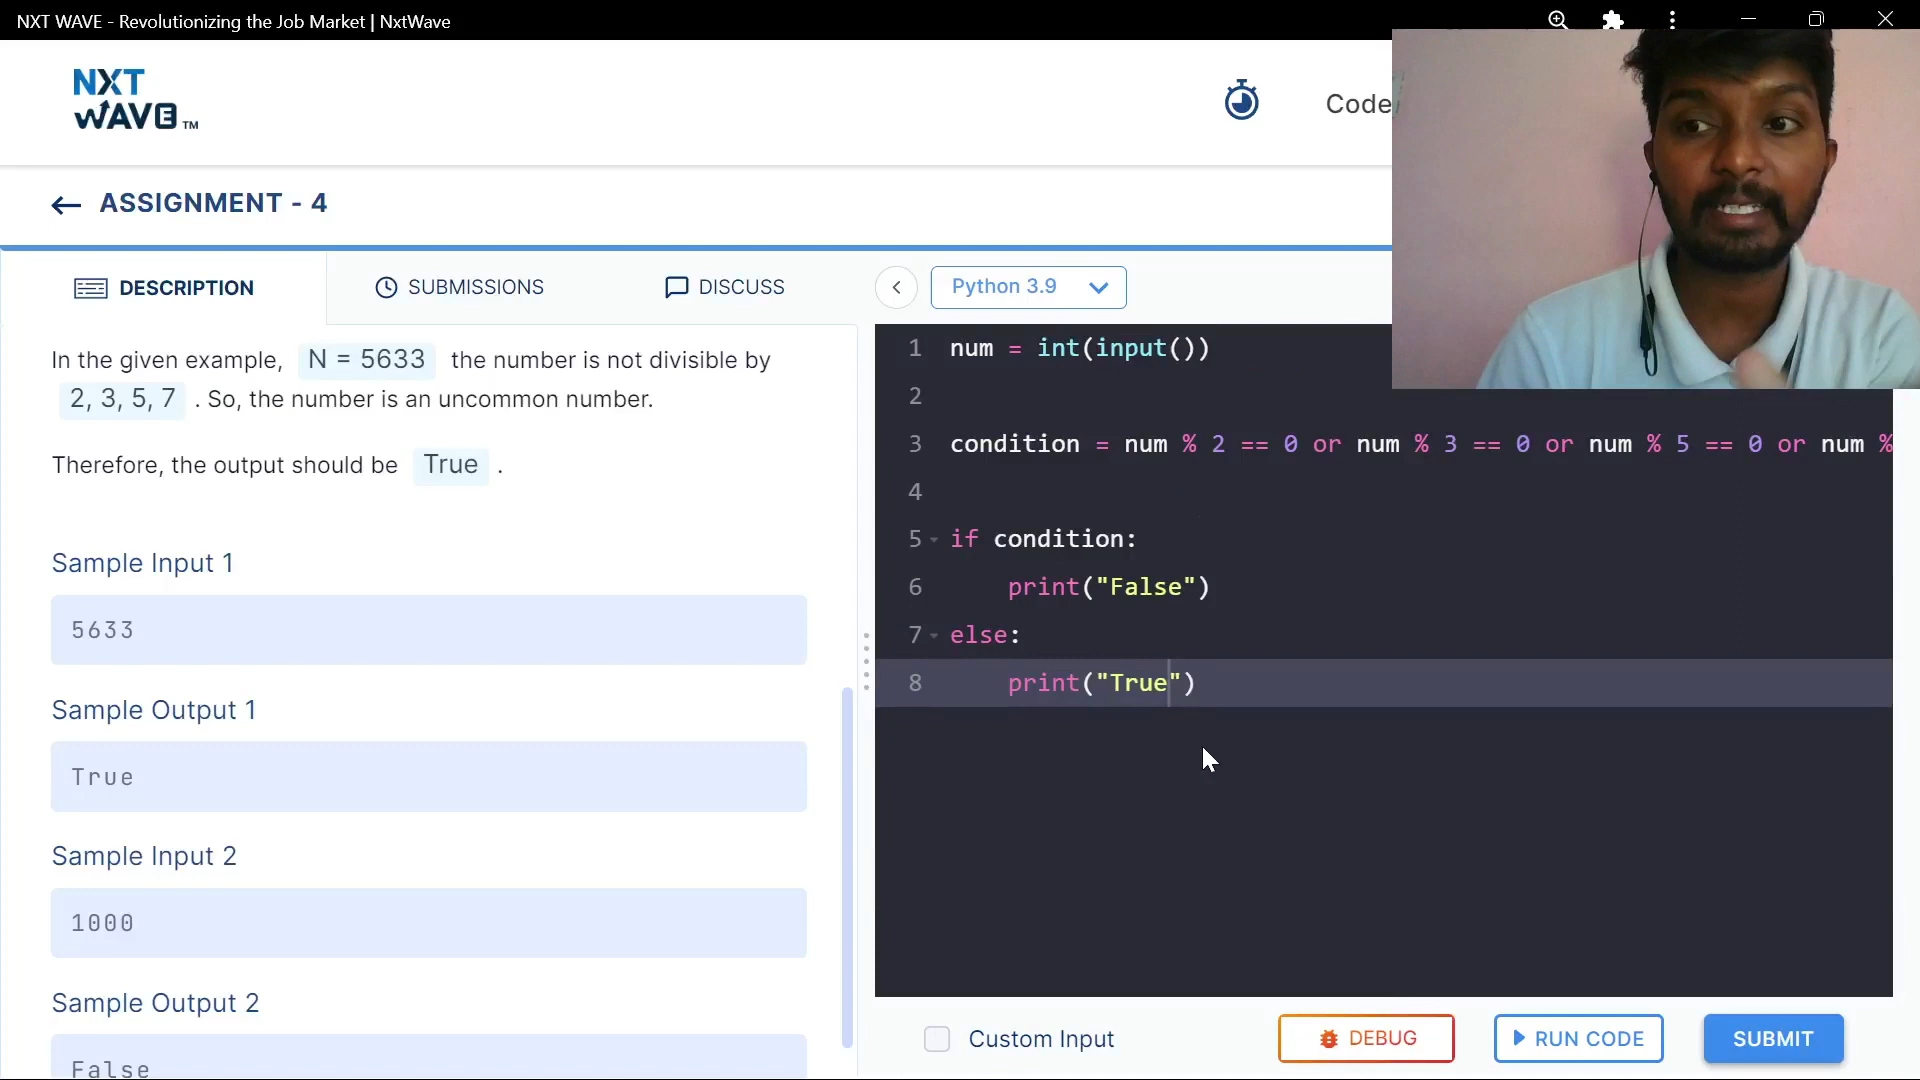 NXT WAVE - Revolutionizing the Job Market | NxtWave
NXT
WAVE TM
Code
ASSIGNMENT - 4
DESCRIPTION
SUBMISSIONS
DISCUSS
Python 3.9
In the given example, N = 5633 the number is not divisible by
2, 3, 5, 7 . So, the number is an uncommon number.
Therefore, the output should be True .
Sample Input 1
5633
Sample Output 1
True
Sample Input 2
1000
Sample Output 2
False
1 num = int(input())
2
3 condition = num % 2 == 0 or num % 3 == 0 or num % 5 == 0 or num %
4
5 if condition:
6 print("False")
7 else:
8 print("True")
Custom Input
DEBUG
RUN CODE
SUBMIT